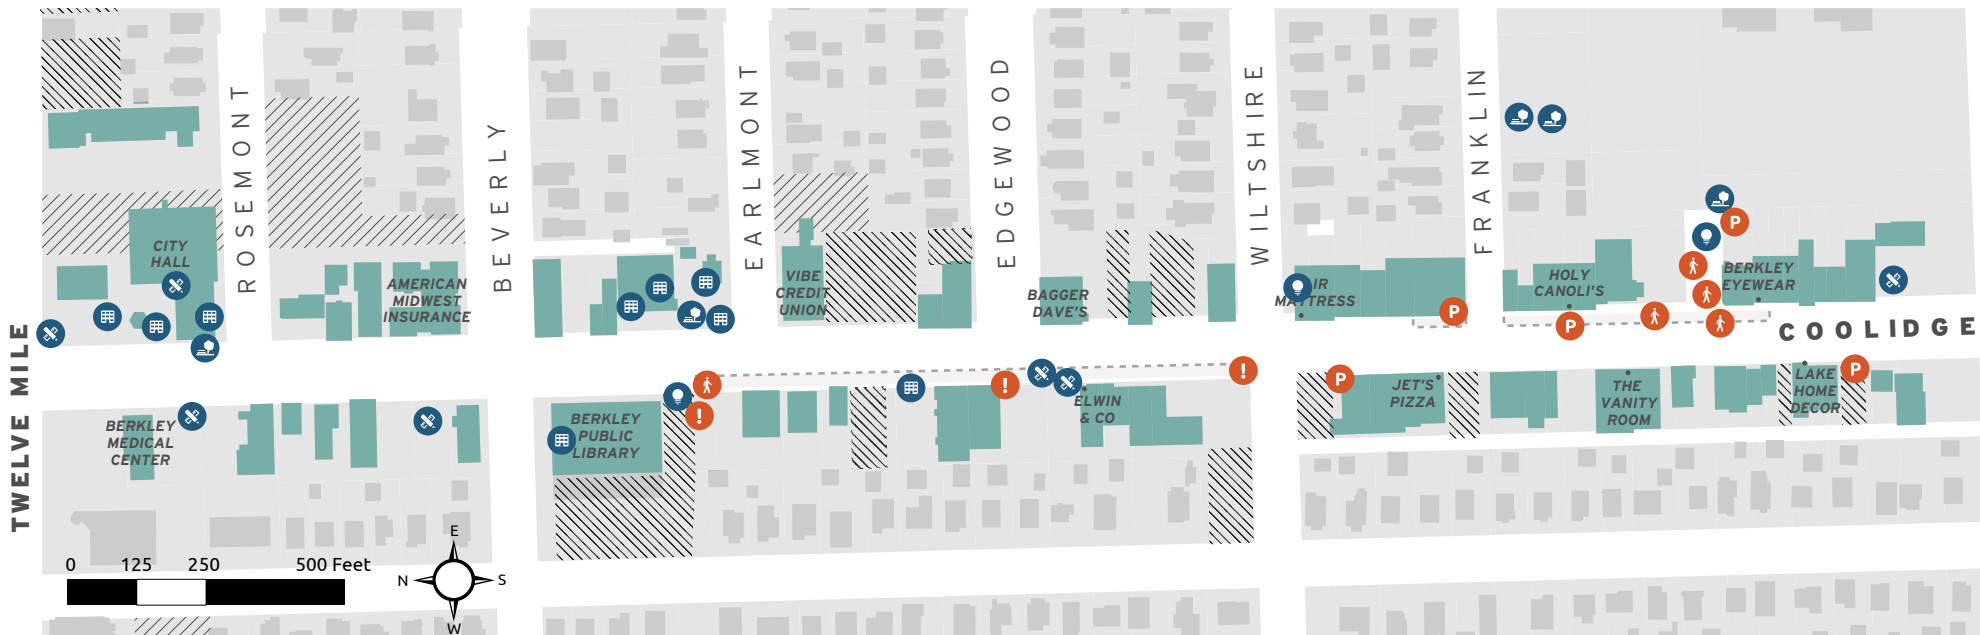 ROSEMONT
BEVERLY
EARLMONT
EDGEWOOD
WILTSHIRE
FRANKLIN
COOLIDGE
TWELVE MILE
CITY
HALL
AMERICAN
MIDWEST
INSURANCE
VIBE
CREDIT
UNION
BAGGER
DAVE'S
IR
MATTRESS
HOLY
CANOLI'S
BERKLEY
EYEWEAR
P
P
P
!
!
!
P
P
BERKLEY
MEDICAL
CENTER
BERKLEY
PUBLIC
LIBRARY
ELWIN
& CO
JET'S
PIZZA
THE
VANITY
ROOM
LAKE
HOME
DECOR
0 125 250 500 Feet
E
N S
W